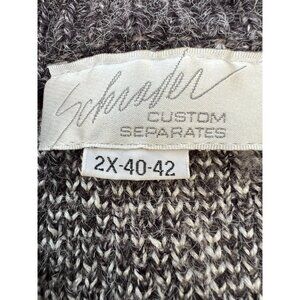 Schrader
CUSTOM
SEPARATES
2X-40-42